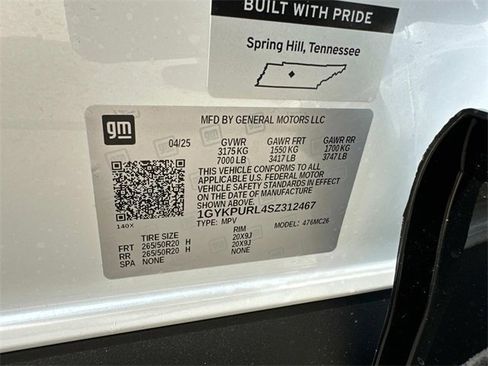 BUILT WITH PRIDE
Spring Hill, Tennessee
gm
MFD BY GENERAL MOTORS LLC
04/25 GVWR GAWR FRT GAWR RR
3175 KG 1550 KG 1700 KG
7000 LB 3417 LB 3747 LB
THIS VEHICLE CONFORMS TO ALL
APPLICABLE U.S. FEDERAL MOTOR
VEHICLE SAFETY STANDARDS IN
EFFECT ON THE DATE OF
MANUFACTURE SHOWN ABOVE.
1GYKPURL4SZ312467
140X
TYPE: MPV MODEL: 476MC26
TIRE SIZE RIM
FRT 265/50R20 H 20X9J
RR 265/50R20 H 20X9J
SPA NONE NONE